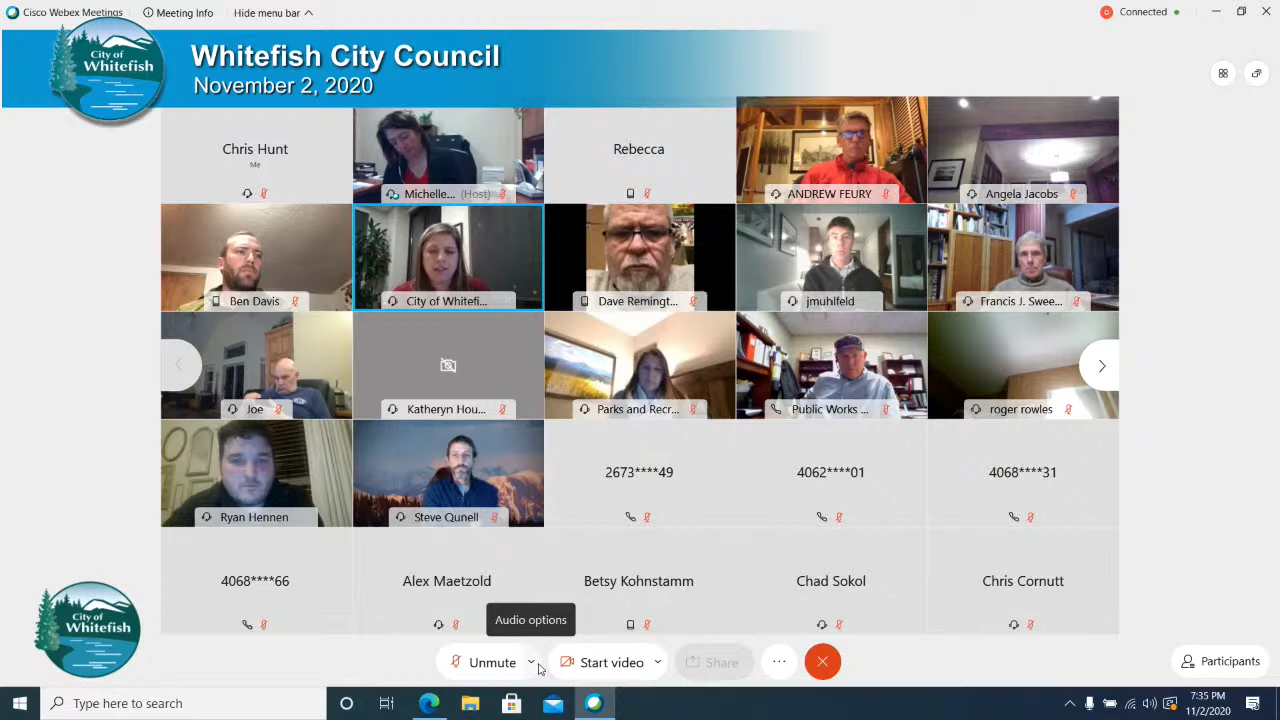 Cisco Webex Meetings
Meeting Info
Hide menu bar
Connected
City of
Whitefish
Whitefish City Council
November 2, 2020
Chris Hunt
Me
Michelle... (Host)
Rebecca
ANDREW FEURY
Angela Jacobs
Ben Davis
City of Whitefi...
Dave Remingt...
jmuhlfeld
Francis J. Swee...
Joe
Katheryn Hou...
Parks and Recr...
Public Works ...
roger rowles
Ryan Hennen
Steve Qunell
2673****49
4062****01
4068****31
4068****66
Alex Maetzold
Betsy Kohnstamm
Chad Sokol
Chris Cornutt
City of
Whitefish
Audio options
Unmute
Start video
Share
Participants
Type here to search
7:35 PM
11/2/2020